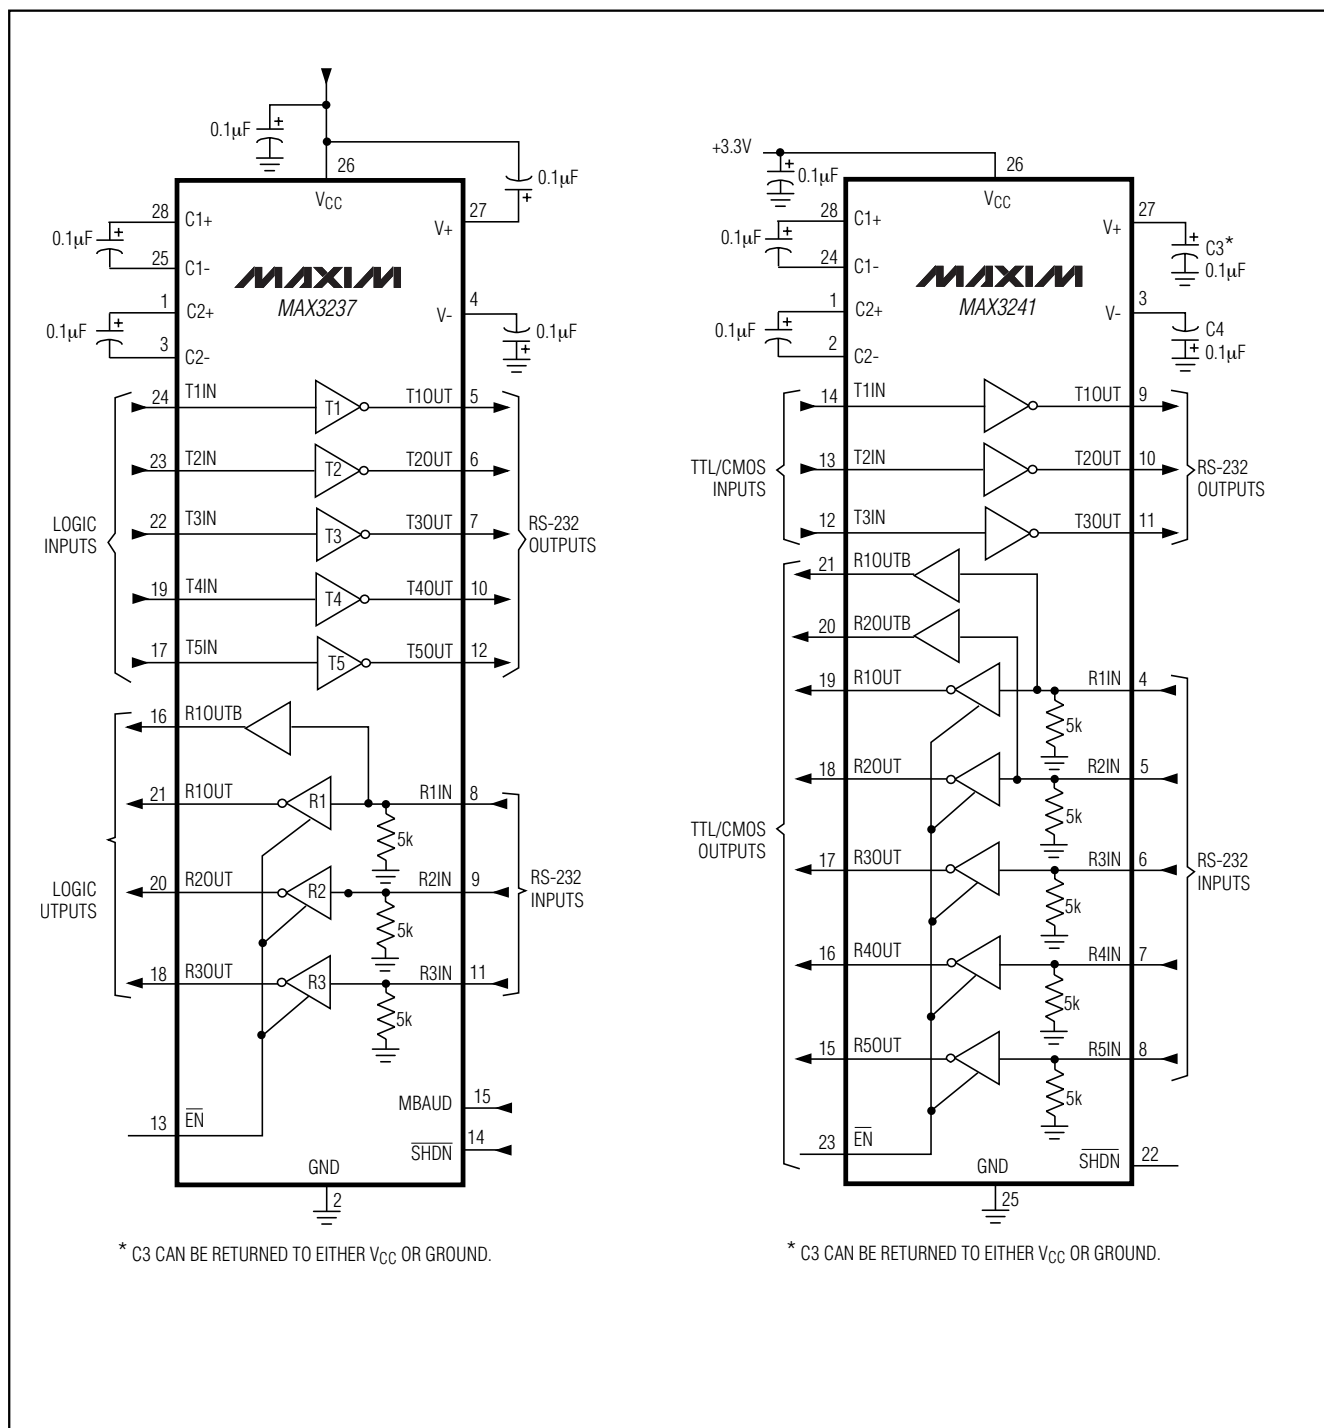 0.1µF
26
0.1µF
VCC
28 C1+
0.1µF
25 C1-
27 V+
MAXIM
MAX3237
1 C2+
0.1µF
3 C2-
4 V-
0.1µF
LOGIC
INPUTS
24 T1IN T1 T1OUT 5
23 T2IN T2 T2OUT 6
22 T3IN T3 T3OUT 7
19 T4IN T4 T4OUT 10
17 T5IN T5 T5OUT 12
RS-232
OUTPUTS
LOGIC
UTPUTS
16 R1OUTB
21 R1OUT R1 R1IN 8
5k
20 R2OUT R2 R2IN 9
5k
18 R3OUT R3 R3IN 11
5k
RS-232
INPUTS
MBAUD 15
13 EN
SHDN 14
GND
2
* C3 CAN BE RETURNED TO EITHER VCC OR GROUND.
+3.3V
26
0.1µF
VCC
28 C1+
0.1µF
24 C1-
27 V+
C3*
0.1µF
MAXIM
MAX3241
1 C2+
0.1µF
2 C2-
3 V-
C4
0.1µF
TTL/CMOS
INPUTS
14 T1IN T1OUT 9
13 T2IN T2OUT 10
12 T3IN T3OUT 11
RS-232
OUTPUTS
TTL/CMOS
OUTPUTS
21 R1OUTB
20 R2OUTB
19 R1OUT R1IN 4
5k
18 R2OUT R2IN 5
5k
17 R3OUT R3IN 6
5k
16 R4OUT R4IN 7
5k
15 R5OUT R5IN 8
5k
RS-232
INPUTS
23 EN
SHDN 22
GND
25
* C3 CAN BE RETURNED TO EITHER VCC OR GROUND.